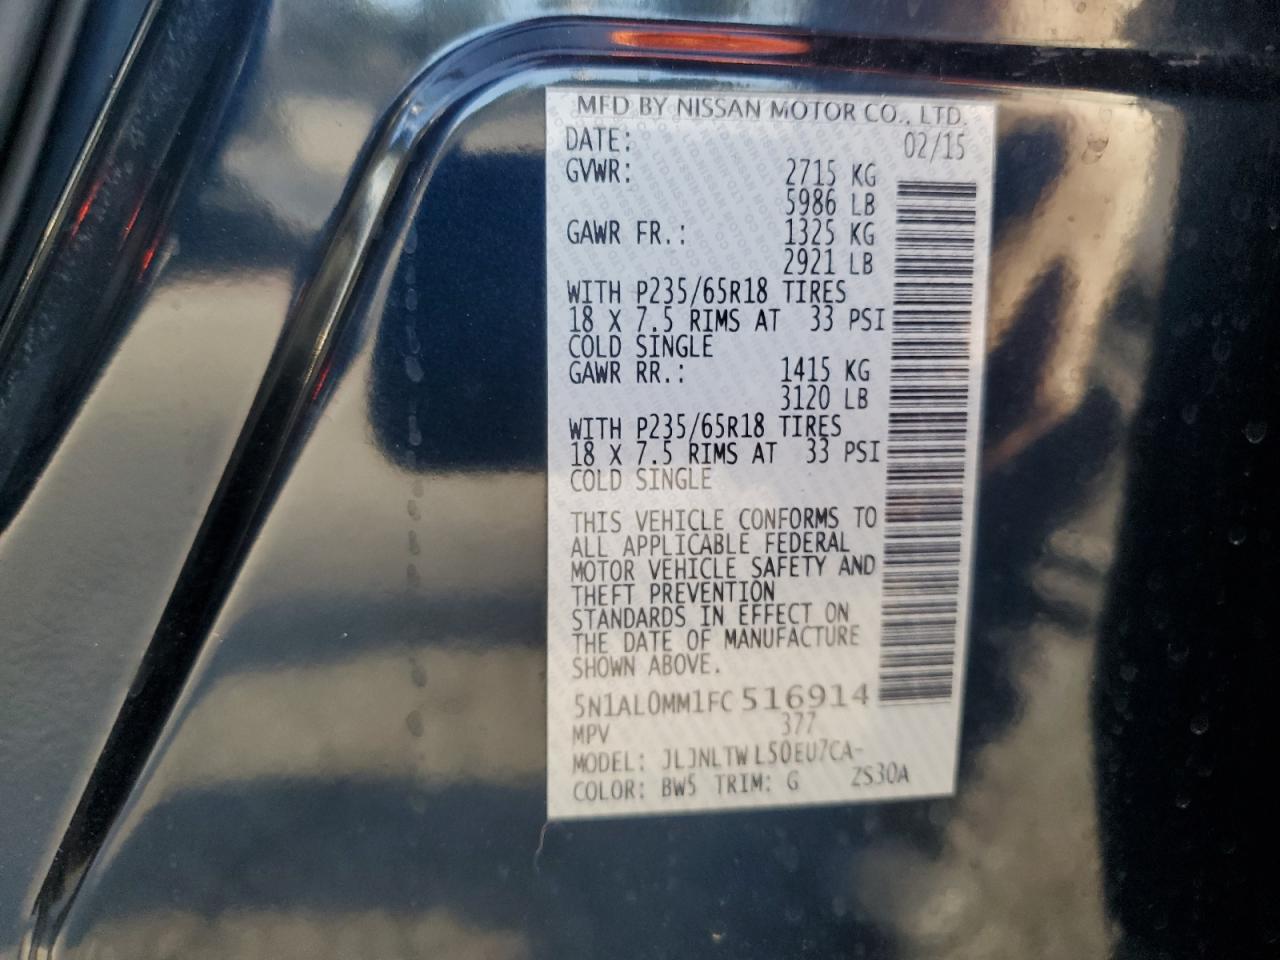 MFD BY NISSAN MOTOR CO., LTD.
DATE: 02/15
GVWR: 2715 KG
5986 LB
GAWR FR.: 1325 KG
2921 LB
WITH P235/65R18 TIRES
18 X 7.5 RIMS AT 33 PSI
COLD SINGLE
GAWR RR.: 1415 KG
3120 LB
WITH P235/65R18 TIRES
18 X 7.5 RIMS AT 33 PSI
COLD SINGLE
THIS VEHICLE CONFORMS TO
ALL APPLICABLE FEDERAL
MOTOR VEHICLE SAFETY AND
THEFT PREVENTION
STANDARDS IN EFFECT ON
THE DATE OF MANUFACTURE
SHOWN ABOVE.
5N1AL0MM1FC516914
MPV 377
MODEL: JLJNLTWL50EU7CA-
COLOR: BW5 TRIM: G ZS30A